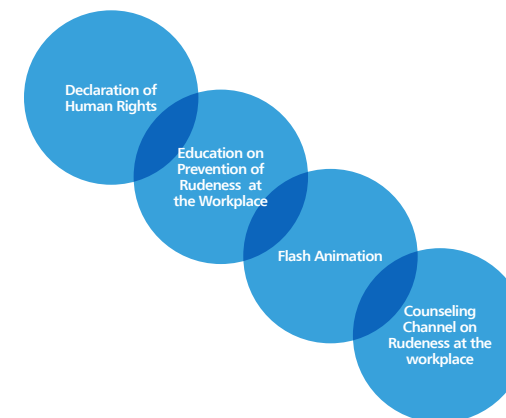 Declaration of
Human Rights
Education on
Prevention of
Rudeness at
the Workplace
Flash Animation
Counseling
Channel on
Rudeness at the
workplace